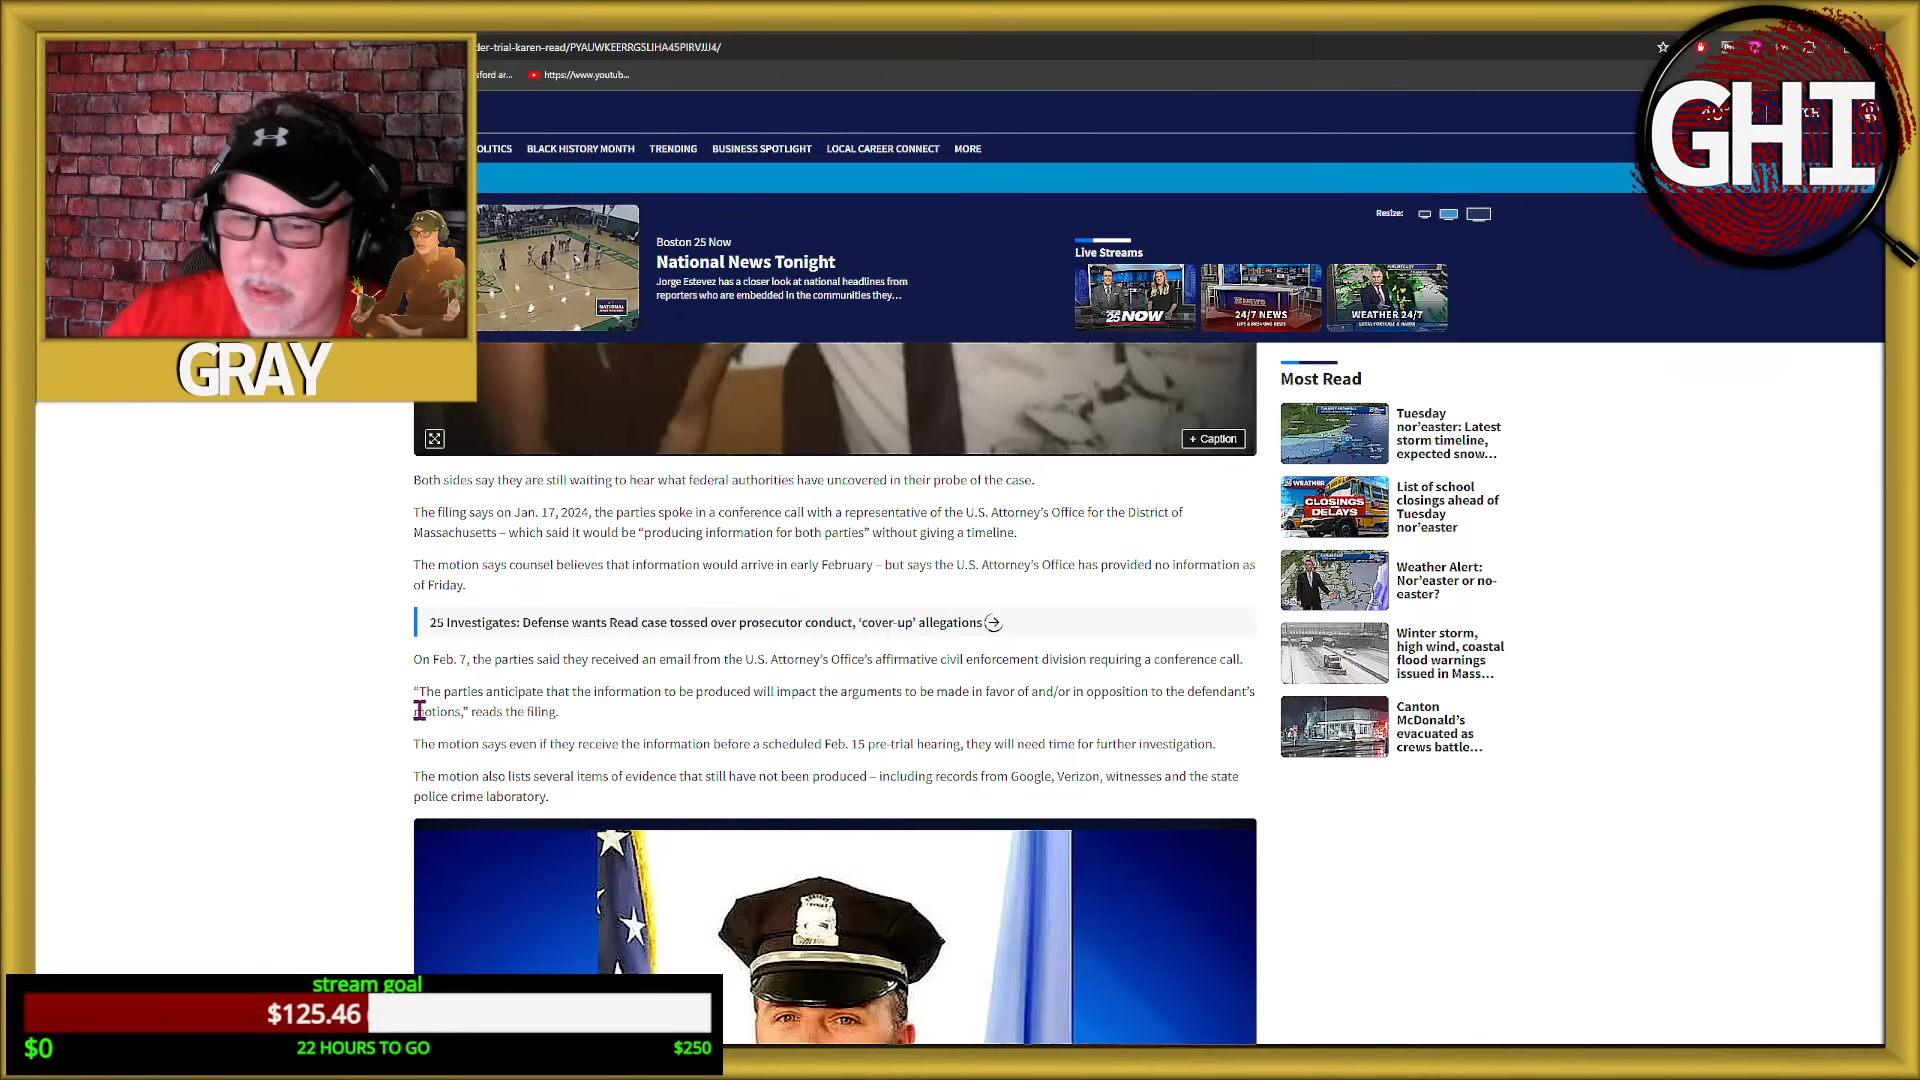 der-trial-karen-read/PYAUWKEERRG5LIHA45PIRVJJJ4/
sford ar...
https://www.youtub...
OLITICS
BLACK HISTORY MONTH
TRENDING
BUSINESS SPOTLIGHT
LOCAL CAREER CONNECT
MORE
GHI
GRAY
Boston 25 Now
National News Tonight
Jorge Estevez has a closer look at national headlines from
reporters who are embedded in the communities they...
Resize:
Live Streams
25 NOW
24/7 NEWS
WEATHER 24/7
+ Caption
Both sides say they are still waiting to hear what federal authorities have uncovered in their probe of the case.
The filing says on Jan. 17, 2024, the parties spoke in a conference call with a representative of the U.S. Attorney’s Office for the District of
Massachusetts – which said it would be “producing information for both parties” without giving a timeline.
The motion says counsel believes that information would arrive in early February – but says the U.S. Attorney’s Office has provided no information as
of Friday.
25 Investigates: Defense wants Read case tossed over prosecutor conduct, ‘cover-up’ allegations
On Feb. 7, the parties said they received an email from the U.S. Attorney’s Office’s affirmative civil enforcement division requiring a conference call.
“The parties anticipate that the information to be produced will impact the arguments to be made in favor of and/or in opposition to the defendant’s
motions,” reads the filing.
The motion says even if they receive the information before a scheduled Feb. 15 pre-trial hearing, they will need time for further investigation.
The motion also lists several items of evidence that still have not been produced – including records from Google, Verizon, witnesses and the state
police crime laboratory.
Most Read
Tuesday
nor’easter: Latest
storm timeline,
expected snow...
CLOSINGS
DELAYS
List of school
closings ahead of
Tuesday
nor’easter
Weather Alert:
Nor’easter or no-
easter?
Winter storm,
high wind, coastal
flood warnings
issued in Mass...
Canton
McDonald’s
evacuated as
crews battle...
stream goal
$125.46
$0
22 HOURS TO GO
$250